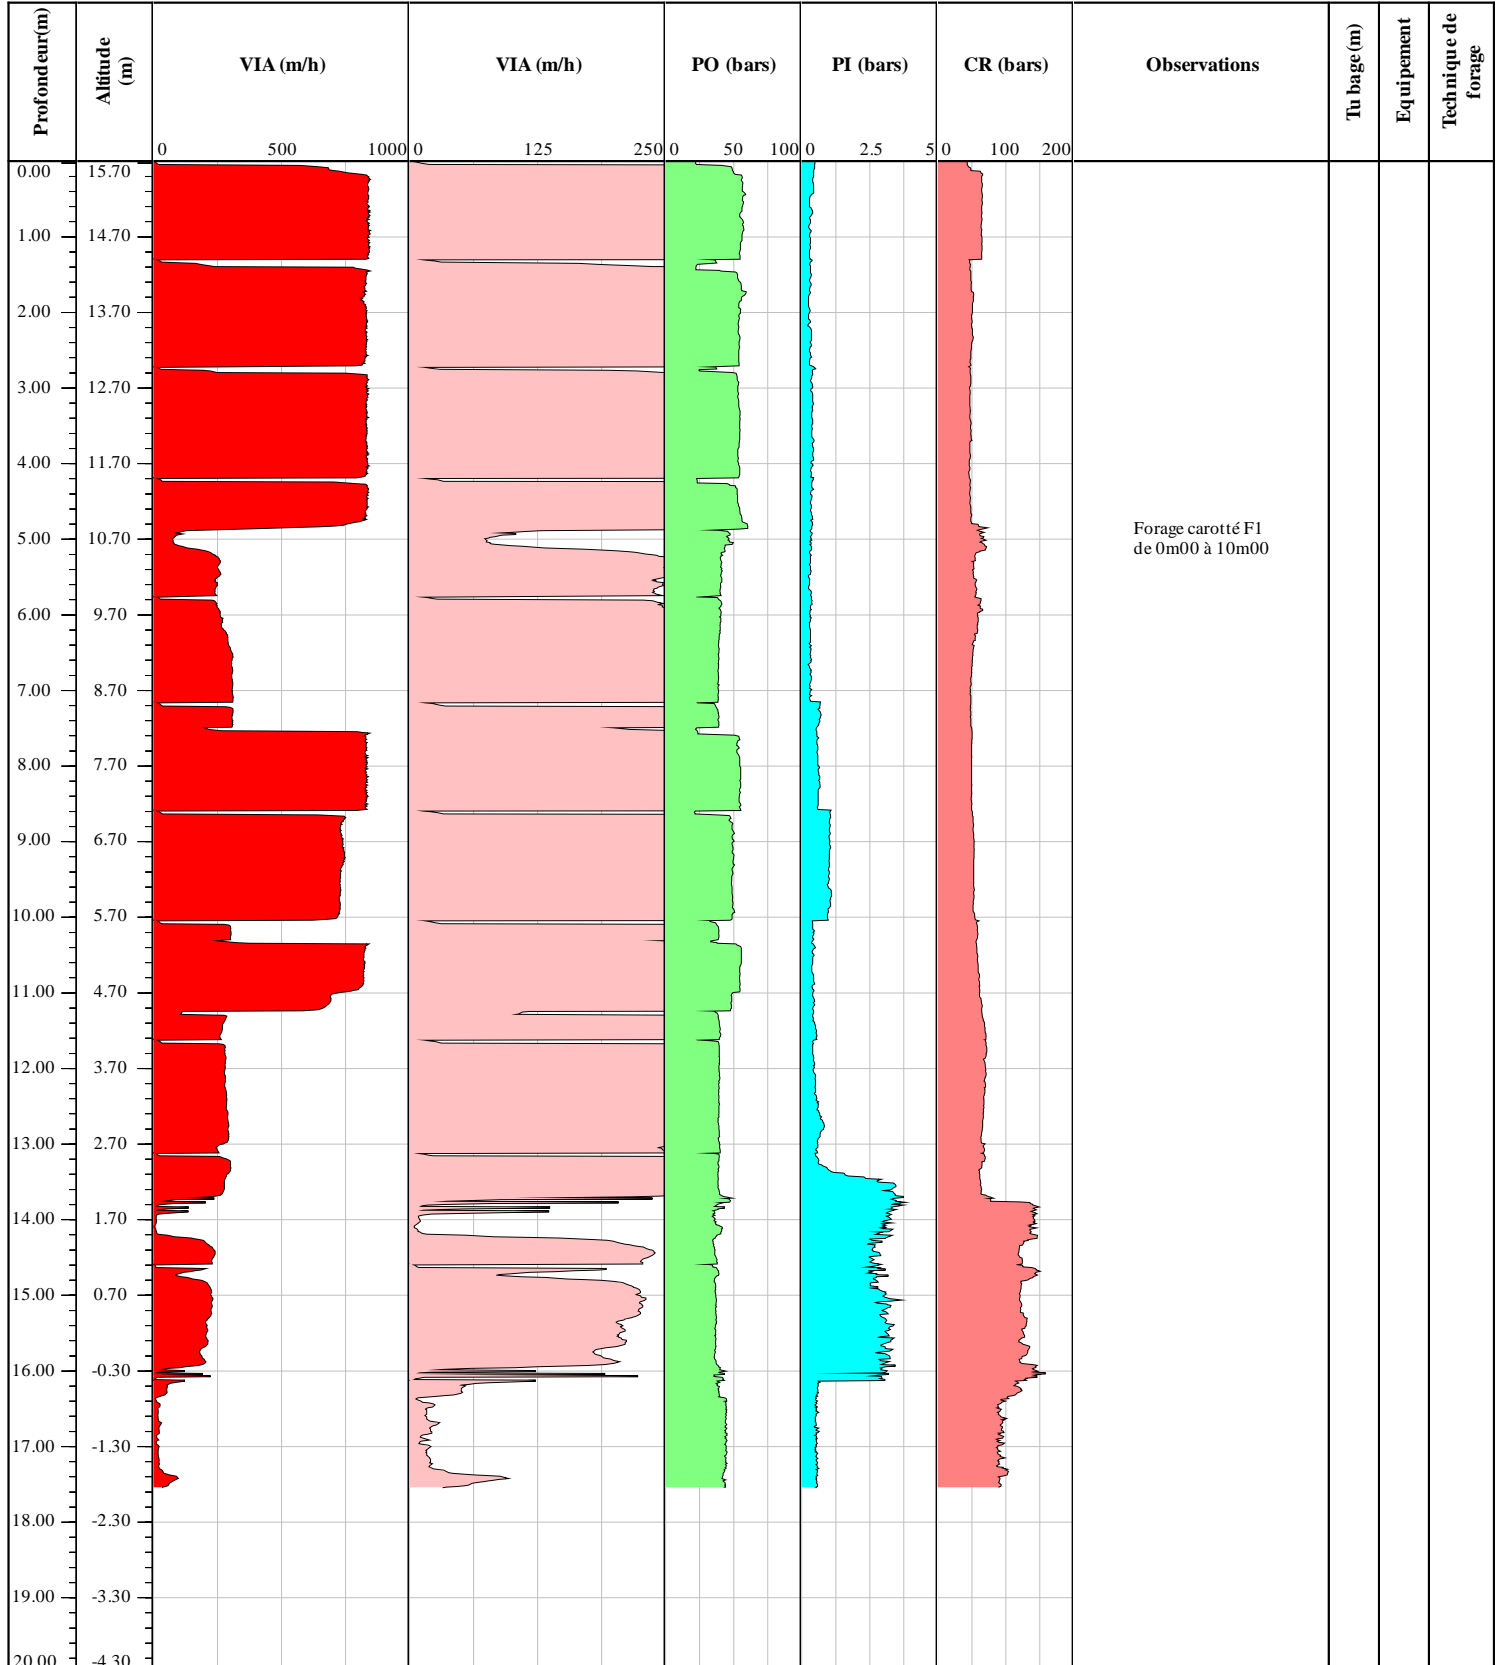 Profondeur(m)
Altitude
(m)
VIA (m/h)
VIA (m/h)
PO (bars)
PI (bars)
CR (bars)
Observations
Tubage(m)
Equipement
Technique de
forage
0 500 1000 0 125 250 0 50 100 0 2.5 5 0 100 200
0.00 15.70
1.00 14.70
2.00 13.70
3.00 12.70
4.00 11.70
5.00 10.70
Forage carotté F1
de 0m00 à 10m00
6.00 9.70
7.00 8.70
8.00 7.70
9.00 6.70
10.00 5.70
11.00 4.70
12.00 3.70
13.00 2.70
14.00 1.70
15.00 0.70
16.00 -0.30
17.00 -1.30
18.00 -2.30
19.00 -3.30
20.00 -4.30